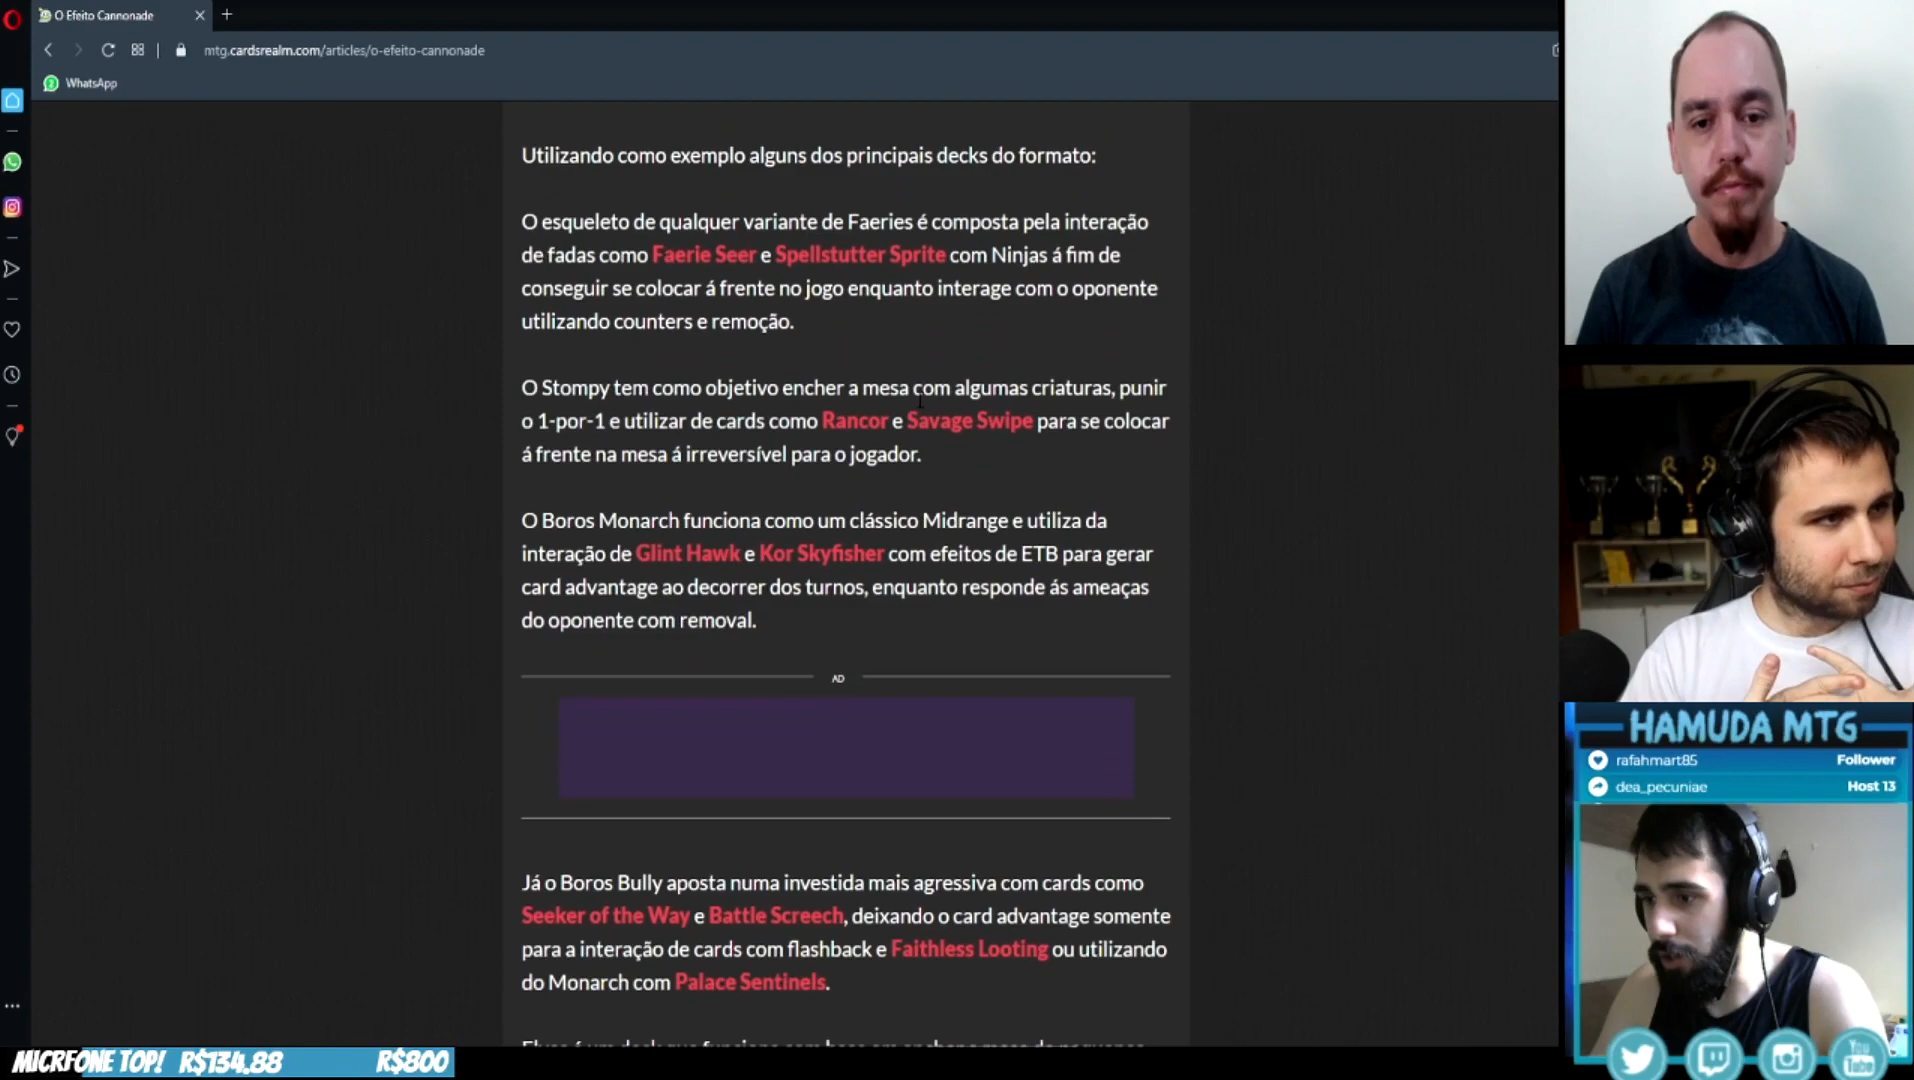 O Efeito Cannonade
mtg.cardsrealm.com/articles/o-efeito-cannonade
WhatsApp
Utilizando como exemplo alguns dos principais decks do formato:
O esqueleto de qualquer variante de Faeries é composta pela interação
de fadas como Faerie Seer e Spellstutter Sprite com Ninjas á fim de
conseguir se colocar á frente no jogo enquanto interage com o oponente
utilizando counters e remoção.
O Stompy tem como objetivo encher a mesa com algumas criaturas, punir
o 1-por-1 e utilizar de cards como Rancor e Savage Swipe para se colocar
á frente na mesa á irreversível para o jogador.
O Boros Monarch funciona como um clássico Midrange e utiliza da
interação de Glint Hawk e Kor Skyfisher com efeitos de ETB para gerar
card advantage ao decorrer dos turnos, enquanto responde ás ameaças
do oponente com removal.
AD
Já o Boros Bully aposta numa investida mais agressiva com cards como
Seeker of the Way e Battle Screech, deixando o card advantage somente
para a interação de cards com flashback e Faithless Looting ou utilizando
do Monarch com Palace Sentinels.
HAMUDA MTG
rafahmart85 Follower
dea_pecuniae Host 13
MICRFONE TOP! R$134.88 R$800
You Tube